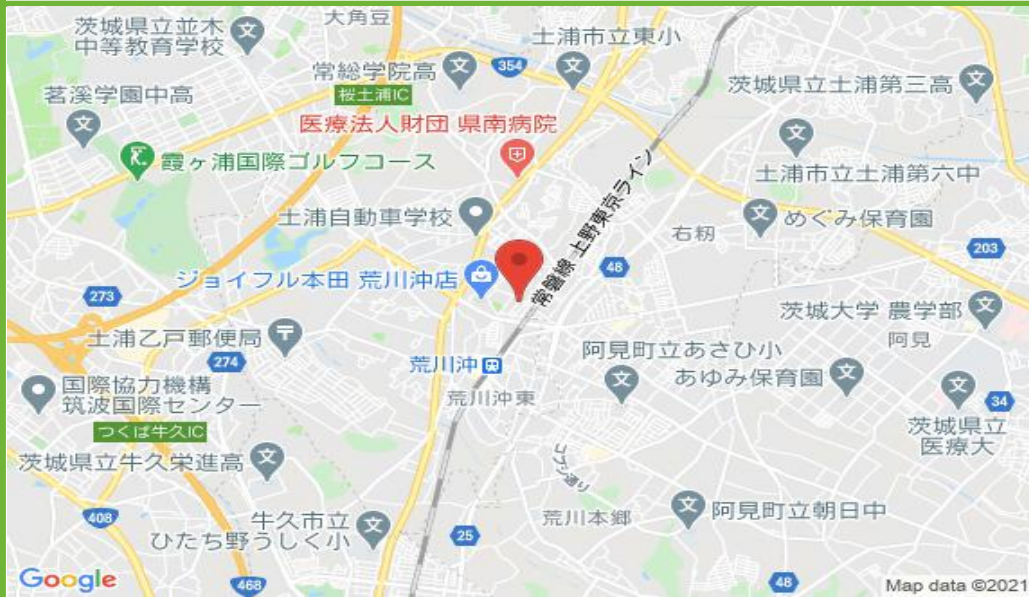 大角豆
茨城県立並木
中等教育学校
土浦市立東小
常総学院高
354
桜土浦IC
茨城県立土浦第三高
茗溪学園中高
医療法人財団 県南病院
霞ヶ浦国際ゴルフコース
土浦市立土浦第六中
常磐線 上野東京ライン
土浦自動車学校
めぐみ保育園
右籾
203
ジョイフル本田 荒川沖店
48
273
茨城大学 農学部
阿見
土浦乙戸郵便局
274
荒川沖
阿見町立あさひ小
あゆみ保育園
国際協力機構
筑波国際センター
荒川沖東
34
つくば牛久IC
茨城県立
医療大
茨城県立牛久栄進高
コブシ通り
408
牛久市立
ひたち野うしく小
荒川本郷
阿見町立朝日中
25
Google
468
48
Map data ©2021